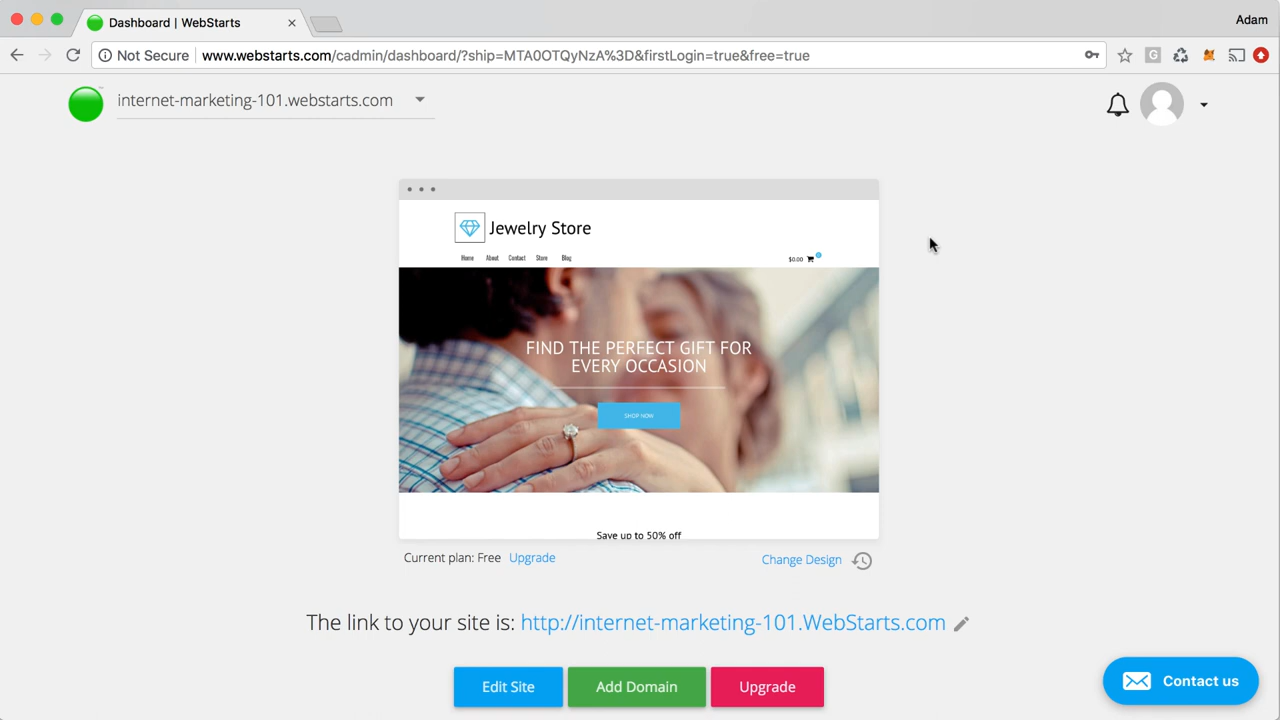 Dashboard | WebStarts
Adam
Not Secure
www.webstarts.com/cadmin/dashboard/?ship=MTA0OTQyNzA%3D&firstLogin=true&free=true
G
internet-marketing-101.webstarts.com
Jewelry Store
Home About Contact Store Blog
$0.00
FIND THE PERFECT GIFT FOR
EVERY OCCASION
SHOP NOW
Save up to 50% off
Current plan: Free Upgrade
Change Design
The link to your site is: http://internet-marketing-101.WebStarts.com
Edit Site
Add Domain
Upgrade
Contact us